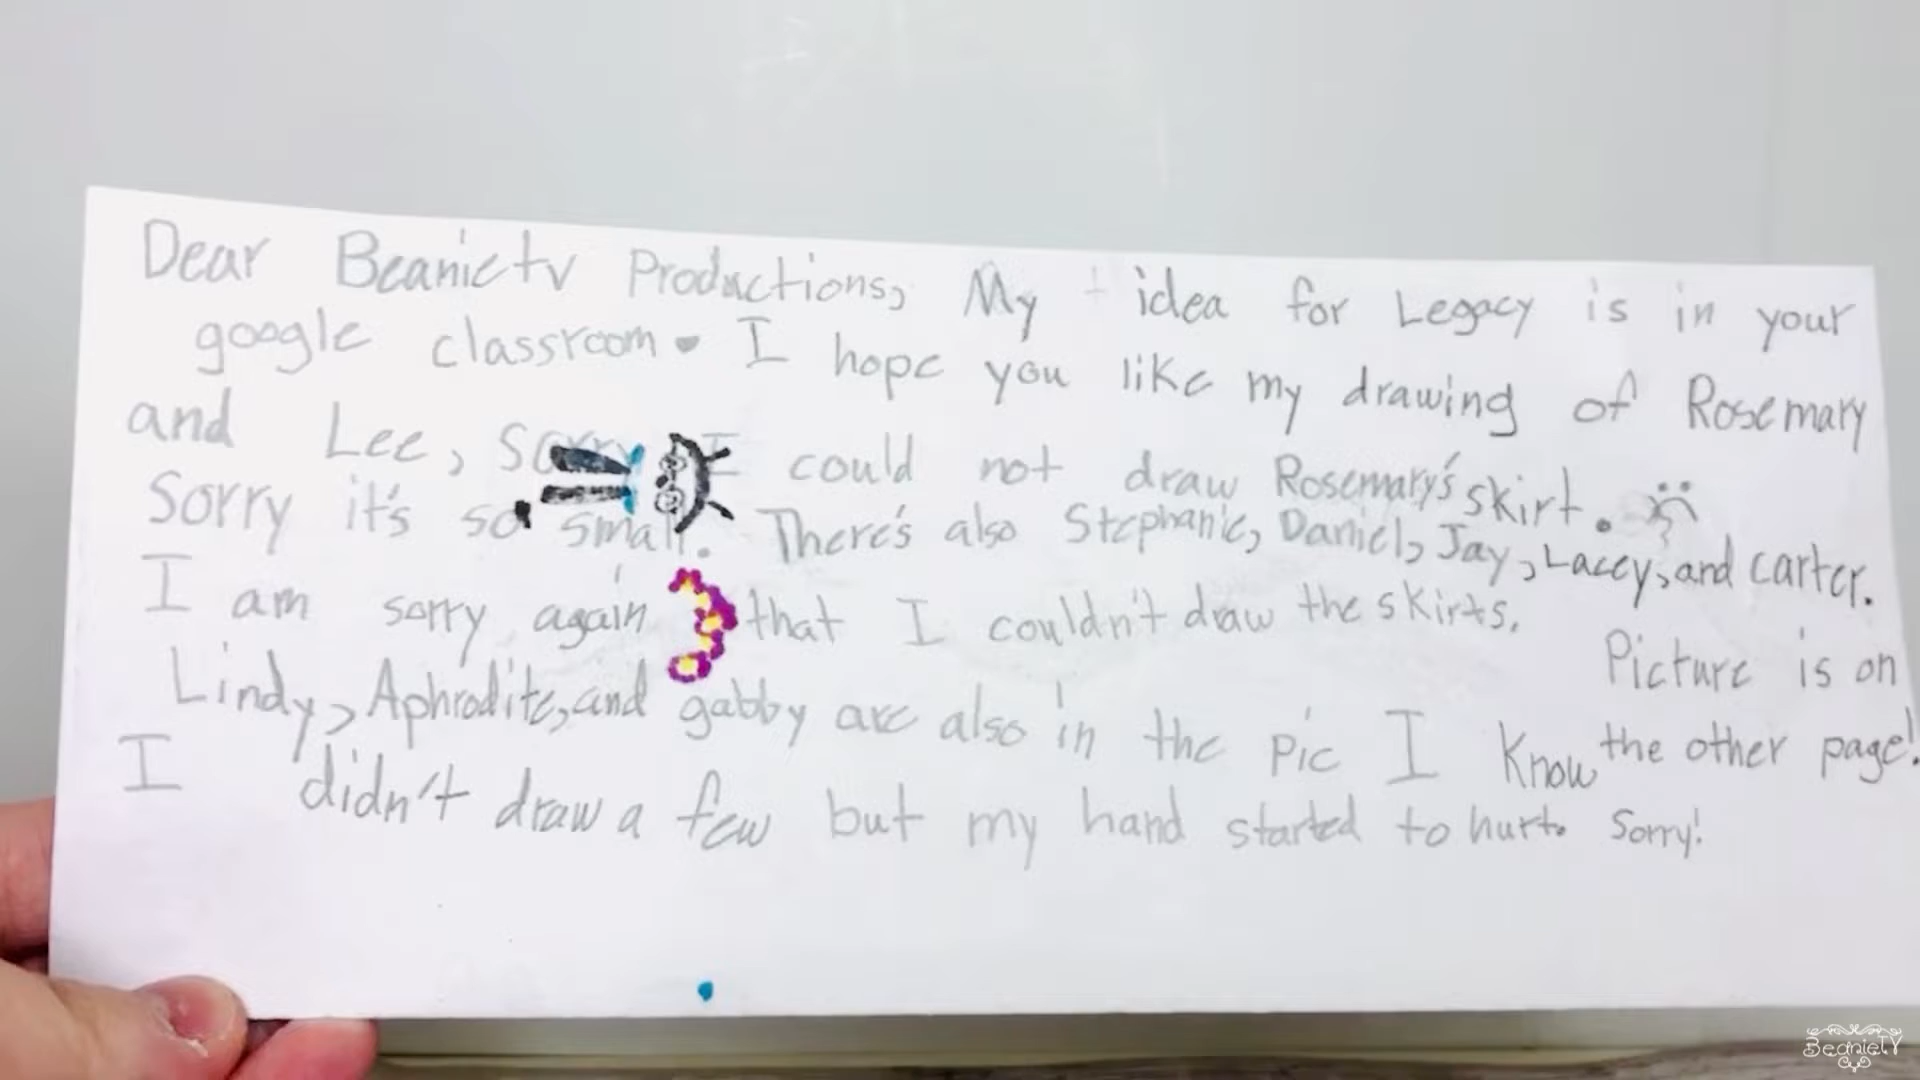 Dear Beanietv Productions, My idea for Legacy is in your
google classroom. I hope you like my drawing of Rosemary
and Lee, Sorry I could not draw Rosemary's skirt.
Sorry it's so small. There's also Stephanie, Daniel, Jay, Lacey, and carter.
I am sorry again that I couldn't draw the skirts.
Lindy, Aphrodite, and gabby are also in the pic I know
I didn't draw a few but my hand started to hurt. Sorry!
Picture is on
the other page!
BeanieTV